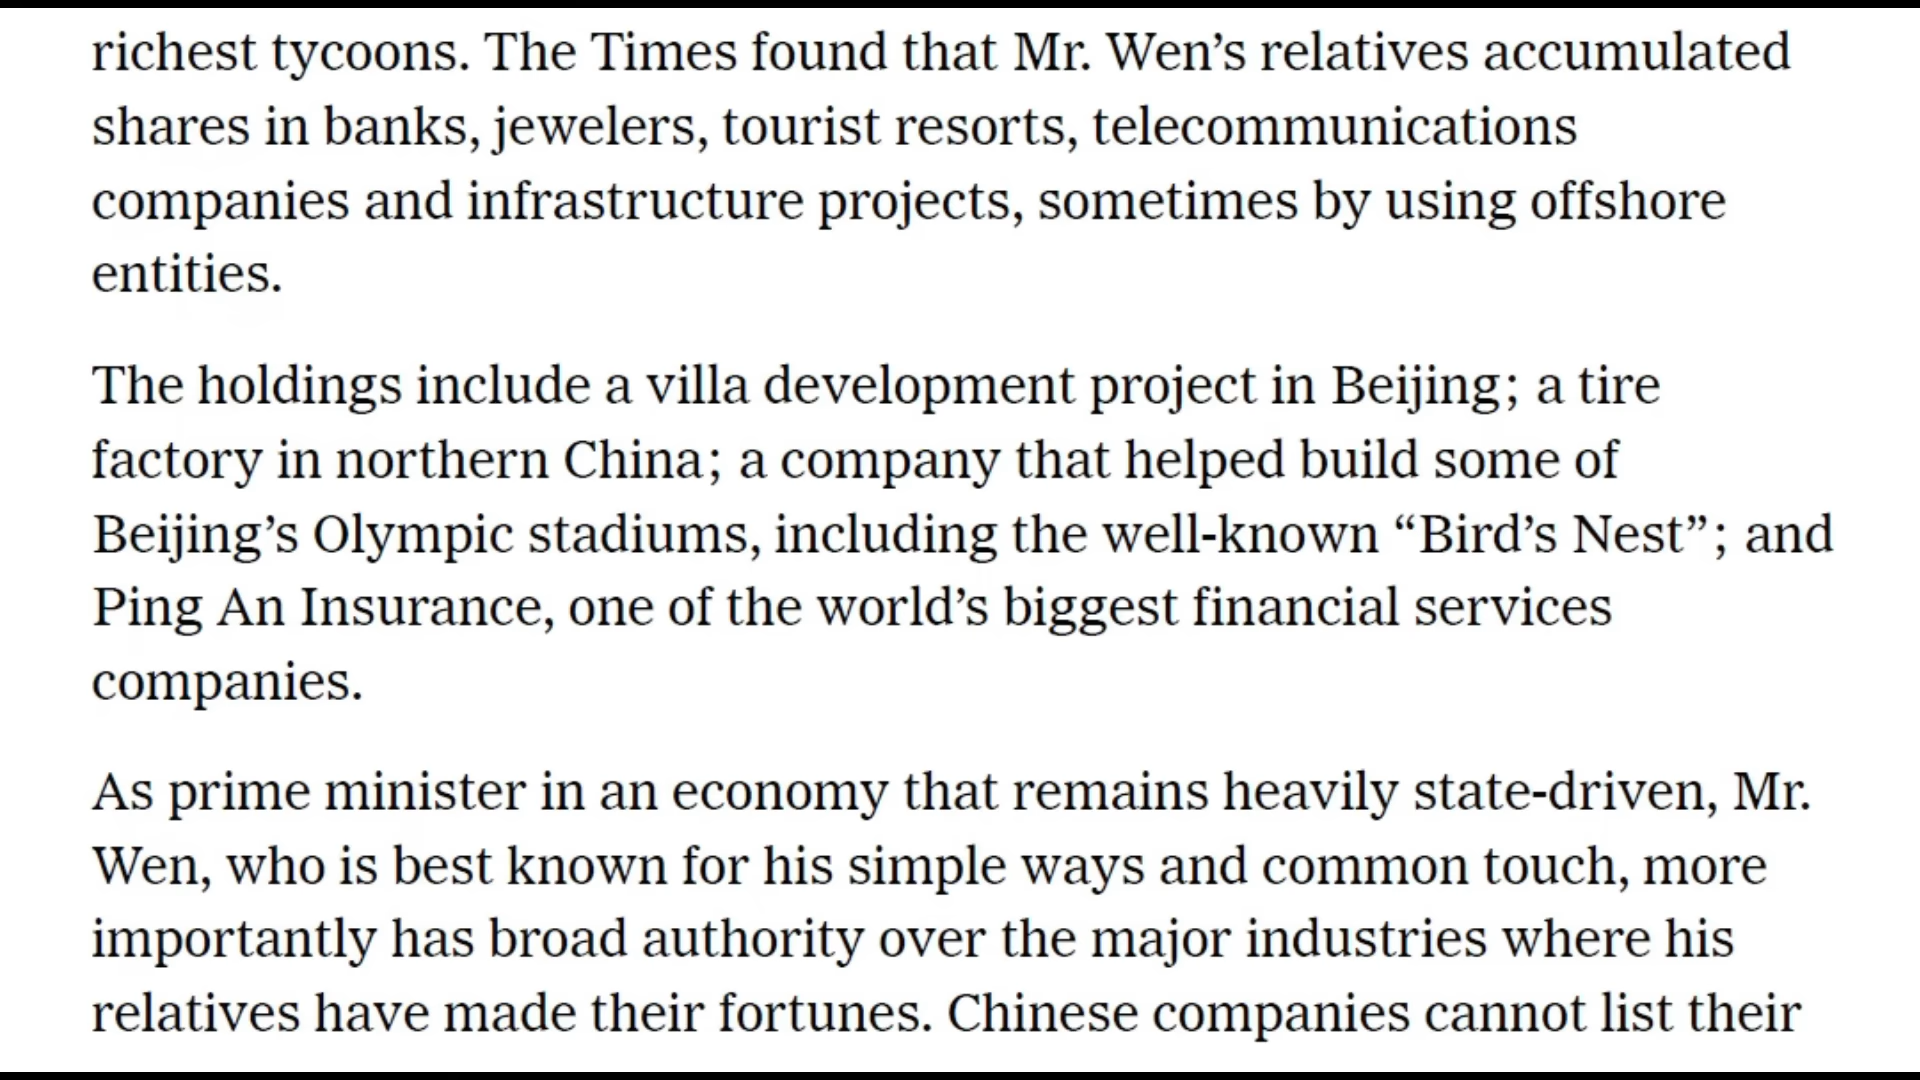 richest tycoons. The Times found that Mr. Wen’s relatives accumulated
shares in banks, jewelers, tourist resorts, telecommunications
companies and infrastructure projects, sometimes by using offshore
entities.
The holdings include a villa development project in Beijing; a tire
factory in northern China; a company that helped build some of
Beijing’s Olympic stadiums, including the well-known “Bird’s Nest”; and
Ping An Insurance, one of the world’s biggest financial services
companies.
As prime minister in an economy that remains heavily state-driven, Mr.
Wen, who is best known for his simple ways and common touch, more
importantly has broad authority over the major industries where his
relatives have made their fortunes. Chinese companies cannot list their